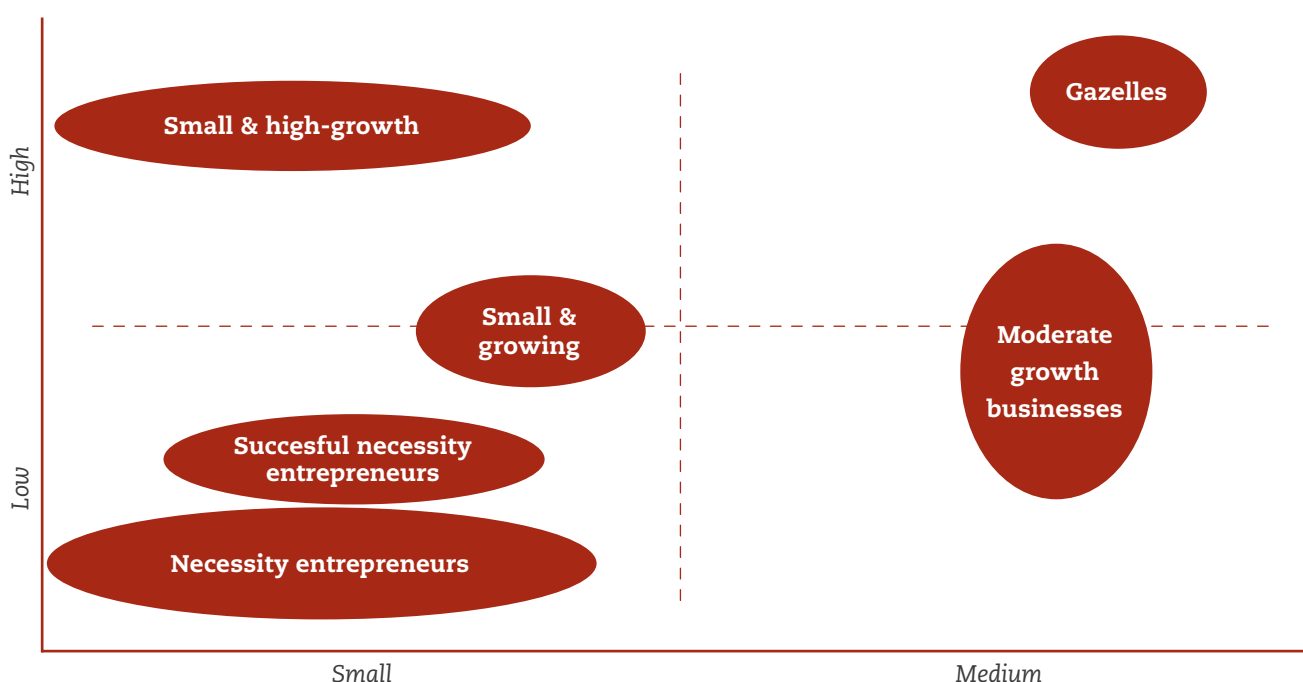 Gazelles
Small & high-growth
High
Small &
growing
Moderate
growth
businesses
Succesful necessity
entrepreneurs
Low
Necessity entrepreneurs
Small
Medium